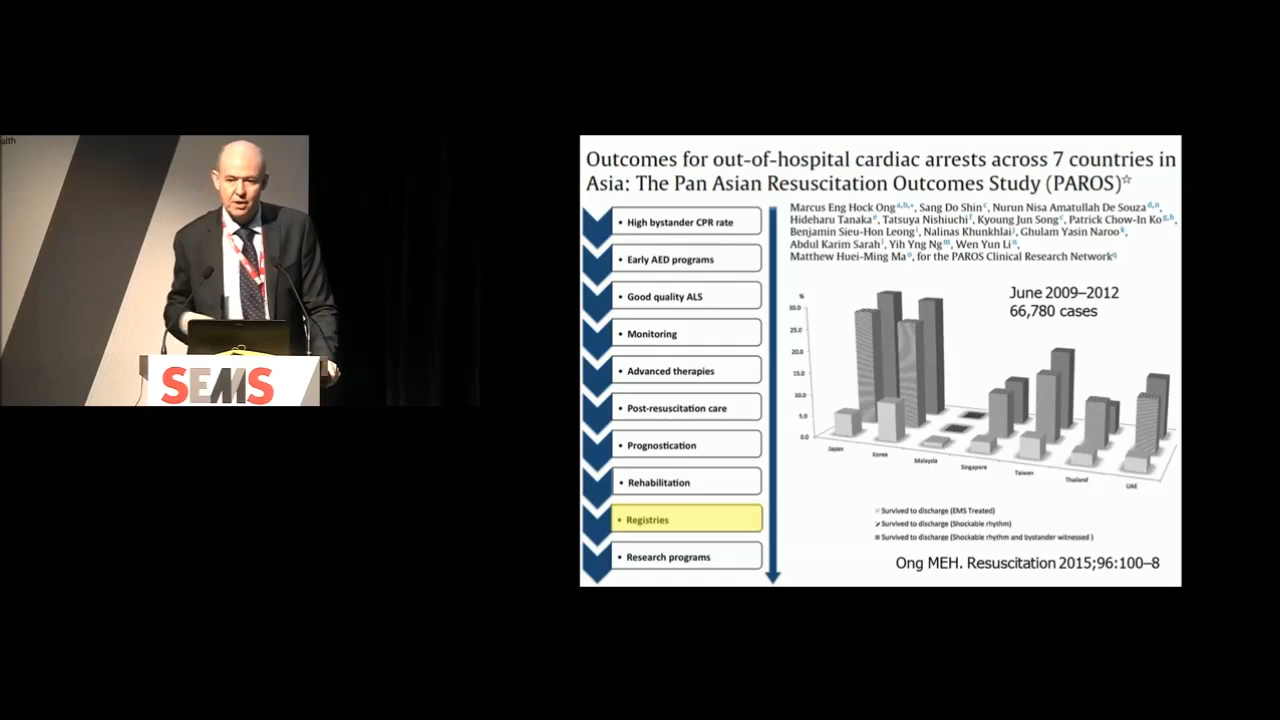 alth
SEMS
Outcomes for out-of-hospital cardiac arrests across 7 countries in
Asia: The Pan Asian Resuscitation Outcomes Study (PAROS)☆
• High bystander CPR rate
• Early AED programs
• Good quality ALS
• Monitoring
• Advanced therapies
• Post-resuscitation care
• Prognostication
• Rehabilitation
• Registries
• Research programs
Marcus Eng Hock Ong a,b,*, Sang Do Shin c, Nurun Nisa Amatullah De Souza d,n,
Hideharu Tanaka e, Tatsuya Nishiuchi f, Kyoung Jun Song c, Patrick Chow-In Ko g,h,
Benjamin Sieu-Hon Leong i, Nalinas Khunkhlai j, Ghulam Yasin Naroo k,
Abdul Karim Sarah l, Yih Yng Ng m, Wen Yun Li n,
Matthew Huei-Ming Ma o, for the PAROS Clinical Research Network q
June 2009–2012
66,780 cases
%
30.0
25.0
20.0
15.0
10.0
5.0
0.0
Japan
Korea
Malaysia
Singapore
Taiwan
Thailand
UAE
Survived to discharge (EMS Treated)
Survived to discharge (Shockable rhythm)
Survived to discharge (Shockable rhythm and bystander witnessed )
Ong MEH. Resuscitation 2015;96:100–8